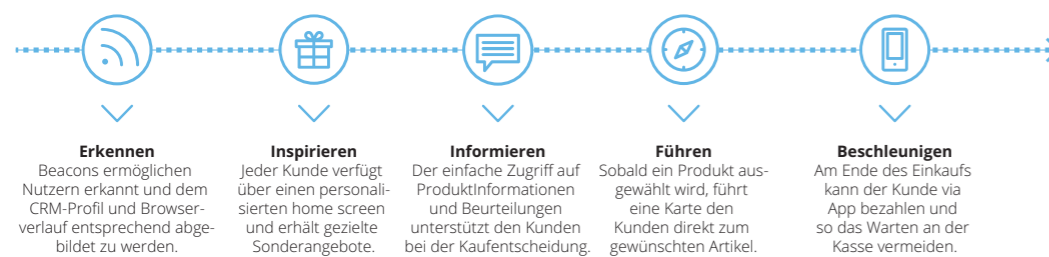 Erkennen
Beacons ermöglichen
Nutzern erkannt und dem
CRM-Profil und Browser-
verlauf entsprechend abge-
bildet zu werden.
Inspirieren
Jeder Kunde verfügt
über einen personali-
sierten home screen
und erhält gezielte
Sonderangebote.
Informieren
Der einfache Zugriff auf
ProduktInformationen
und Beurteilungen
unterstützt den Kunden
bei der Kaufentscheidung.
Führen
Sobald ein Produkt aus-
gewählt wird, führt
eine Karte den
Kunden direkt zum
gewünschten Artikel.
Beschleunigen
Am Ende des Einkaufs
kann der Kunde via
App bezahlen und
so das Warten an der
Kasse vermeiden.